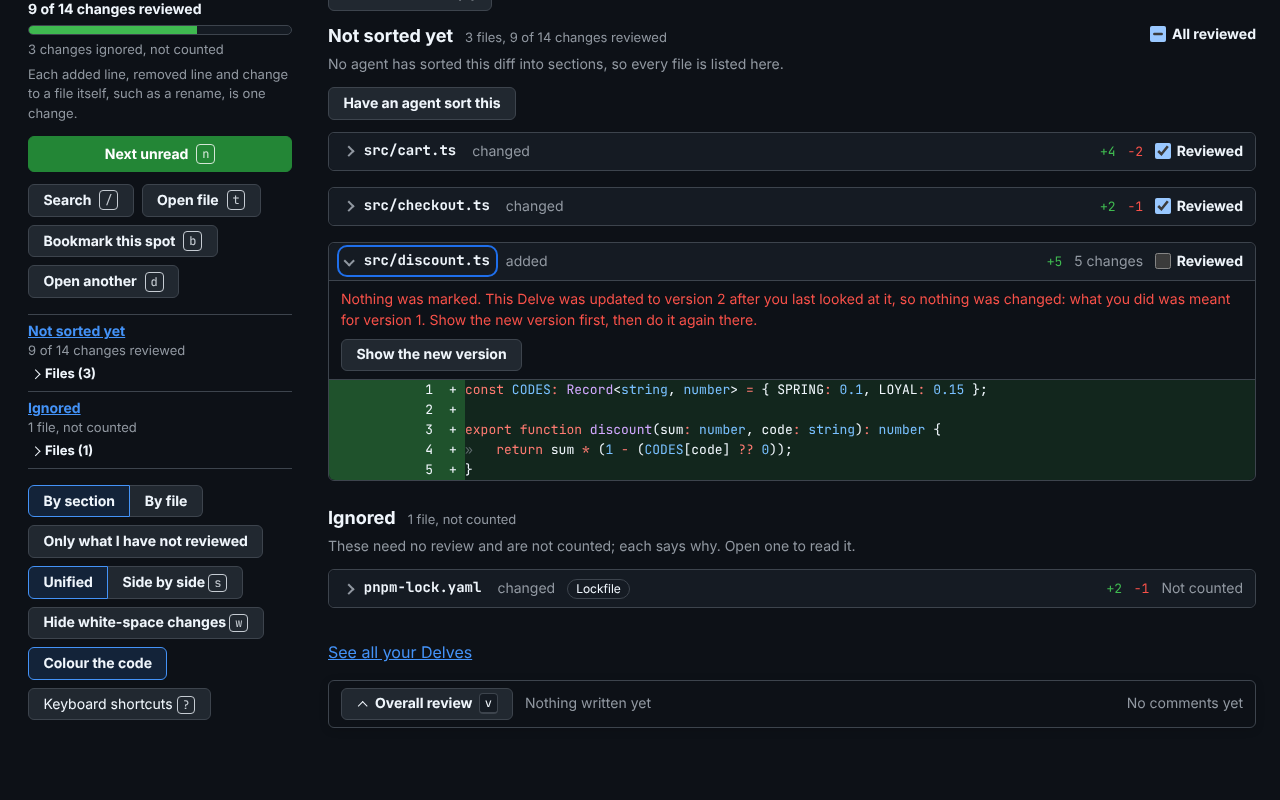 9 of 14 changes reviewed
3 changes ignored, not counted
Each added line, removed line and change
to a file itself, such as a rename, is one
change.
Next unread n
Search /
Open file t
Bookmark this spot b
Open another d
Not sorted yet
9 of 14 changes reviewed
Files (3)
Ignored
1 file, not counted
Files (1)
By section
By file
Only what I have not reviewed
Unified
Side by side s
Hide white-space changes w
Colour the code
Keyboard shortcuts ?
Not sorted yet 3 files, 9 of 14 changes reviewed
All reviewed
No agent has sorted this diff into sections, so every file is listed here.
Have an agent sort this
src/cart.ts changed +4 -2 Reviewed
src/checkout.ts changed +2 -1 Reviewed
src/discount.ts added +5 5 changes Reviewed
Nothing was marked. This Delve was updated to version 2 after you last looked at it, so nothing was changed: what you did was meant
for version 1. Show the new version first, then do it again there.
Show the new version
1 + const CODES: Record<string, number> = { SPRING: 0.1, LOYAL: 0.15 };
2 +
3 + export function discount(sum: number, code: string): number {
4 + » return sum * (1 - (CODES[code] ?? 0));
5 + }
Ignored 1 file, not counted
These need no review and are not counted; each says why. Open one to read it.
pnpm-lock.yaml changed Lockfile +2 -1 Not counted
See all your Delves
Overall review v Nothing written yet No comments yet